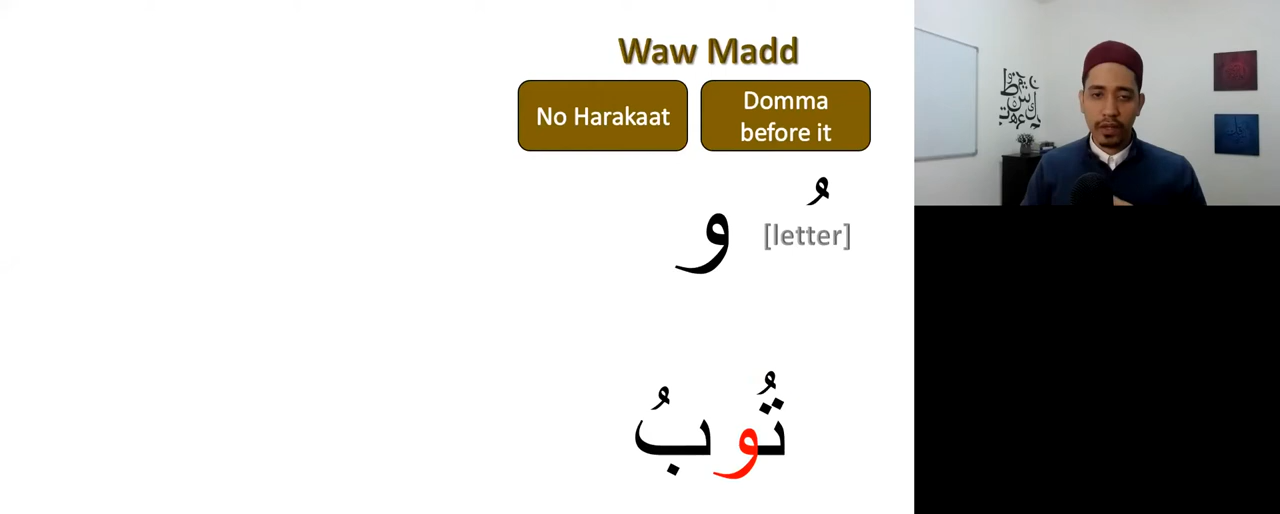 Waw Madd
No Harakaat
Domma before it
ُ و
[letter]
تُوبُ